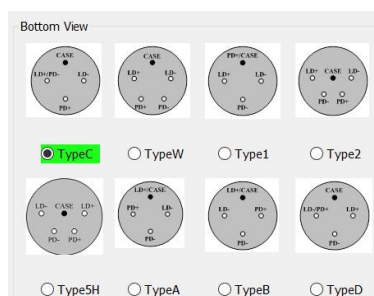 Bottom View
CASE
LD+/PD- LD-
PD+
CASE
LD+ LD-
PD+ PD-
PD+/CASE
LD+ LD-
PD-
LD+ CASE LD-
PD- PD+
TypeC TypeW Type1 Type2
LD- CASE LD+
PD- PD+
LD+/CASE
PD+ LD-
PD-
LD+/CASE
LD- PD+
PD-
CASE
LD-/PD+ LD+
PD-
Type5H TypeA TypeB TypeD